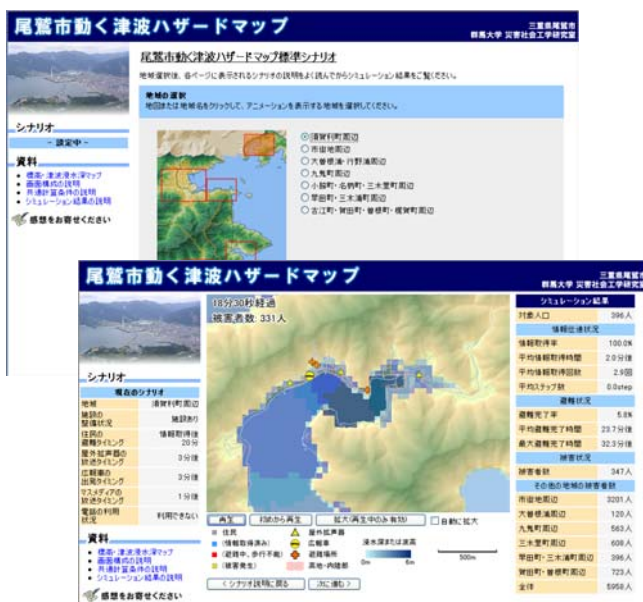 尾鷲市動く津波ハザードマップ
三重県尾鷲市
群馬大学 災害社会工学研究室
尾鷲市動く津波ハザードマップ標準シナリオ
地域選択後、各ページに表示されるシナリオの説明をよく読んでからシミュレーション結果をご覧ください。
地域の選択
地図または地域名をクリックして、アニメーションを表示する地域を選択してください。
シナリオ
- 設定中 -
資料
標高・津波浸水深マップ
画面構成の説明
共通計算条件の説明
シミュレーション結果の説明
感想をお寄せください
須賀利町周辺
市街地周辺
大曽根浦・行野浦周辺
九鬼町周辺
小脇町・名柄町・三木里町周辺
早田町・三木浦町周辺
古江町・賀田町・曽根町・梶賀町周辺
尾鷲市動く津波ハザードマップ
三重県尾鷲市
群馬大学 災害社会工学研究室
シナリオ
現在のシナリオ
地域 須賀利町周辺
施設の整備状況 施設あり
住民の避難タイミング 情報取得後20分
屋外拡声器の放送タイミング 3分後
広報車の出発タイミング 3分後
マスメディアの放送タイミング 1分後
電話の利用状況 利用できない
資料
標高・津波浸水深マップ
画面構成の説明
共通計算条件の説明
シミュレーション結果の説明
感想をお寄せください
18分30秒経過
被害者数: 331人
再生 初めから再生 拡大(再生中のみ有効) 自動に拡大
住民 屋外拡声器
(情報取得済み) 広報車
(避難中、歩行不能) 避難場所
(被害発生) 高地・内陸部
浸水深または波高
0m 6m
500m
< シナリオ説明に戻る 次に進む >
シミュレーション結果
対象人口 396人
情報伝達状況
情報取得率 100.0%
平均情報取得時間 2.0分後
平均情報取得回数 2.9回
平均ステップ数 0.0step
避難状況
避難完了率 5.8%
平均避難完了時間 23.7分後
最大避難完了時間 32.3分後
被害状況
被害者数 347人
その他の地域の被害者数
市街地周辺 3201人
大曽根浦周辺 120人
九鬼町周辺 563人
三木里町周辺 608人
早田町・三木浦町周辺 396人
賀田町・曽根町周辺 723人
全体 5958人